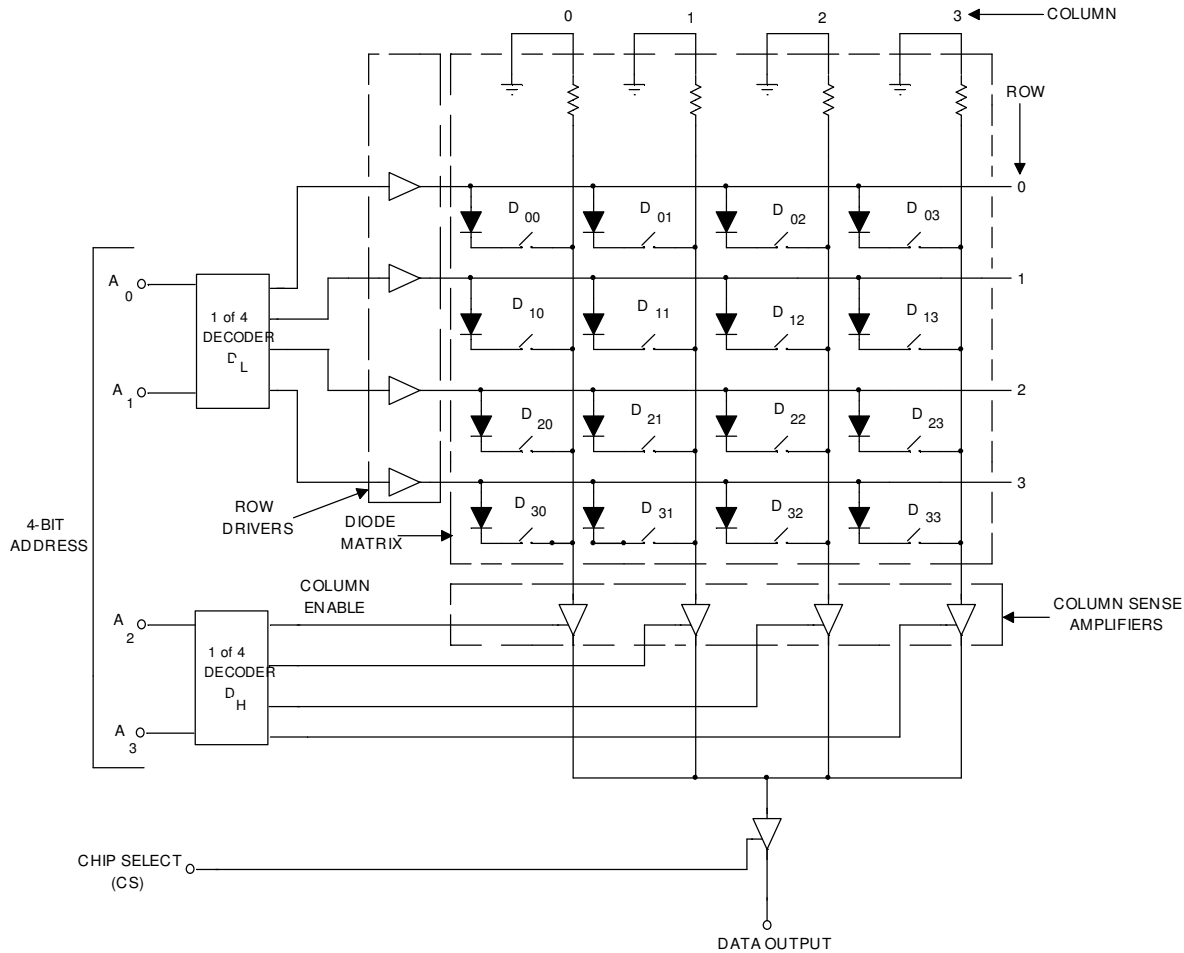 0 1 2 3 COLUMN
ROW
0
D 00 D 01 D 02 D 03
1
A 0
1 of 4
DECODER
D L
D 10 D 11 D 12 D 13
A 1
2
D 20 D 21 D 22 D 23
3
D 30 D 31 D 32 D 33
ROW
DRIVERS
DIODE
MATRIX
4-BIT
ADDRESS
COLUMN
ENABLE
COLUMN SENSE
AMPLIFIERS
A 2
1 of 4
DECODER
D H
A 3
CHIP SELECT
(CS)
DATA OUTPUT